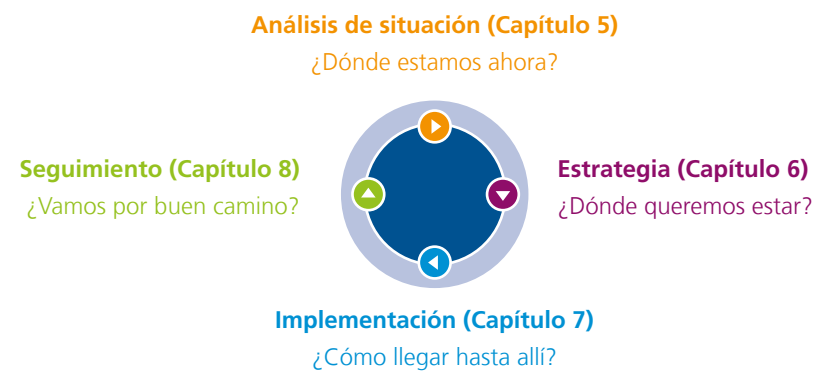 Análisis de situación (Capítulo 5)
¿Dónde estamos ahora?
Seguimiento (Capítulo 8)
¿Vamos por buen camino?
Estrategia (Capítulo 6)
¿Dónde queremos estar?
Implementación (Capítulo 7)
¿Cómo llegar hasta allí?